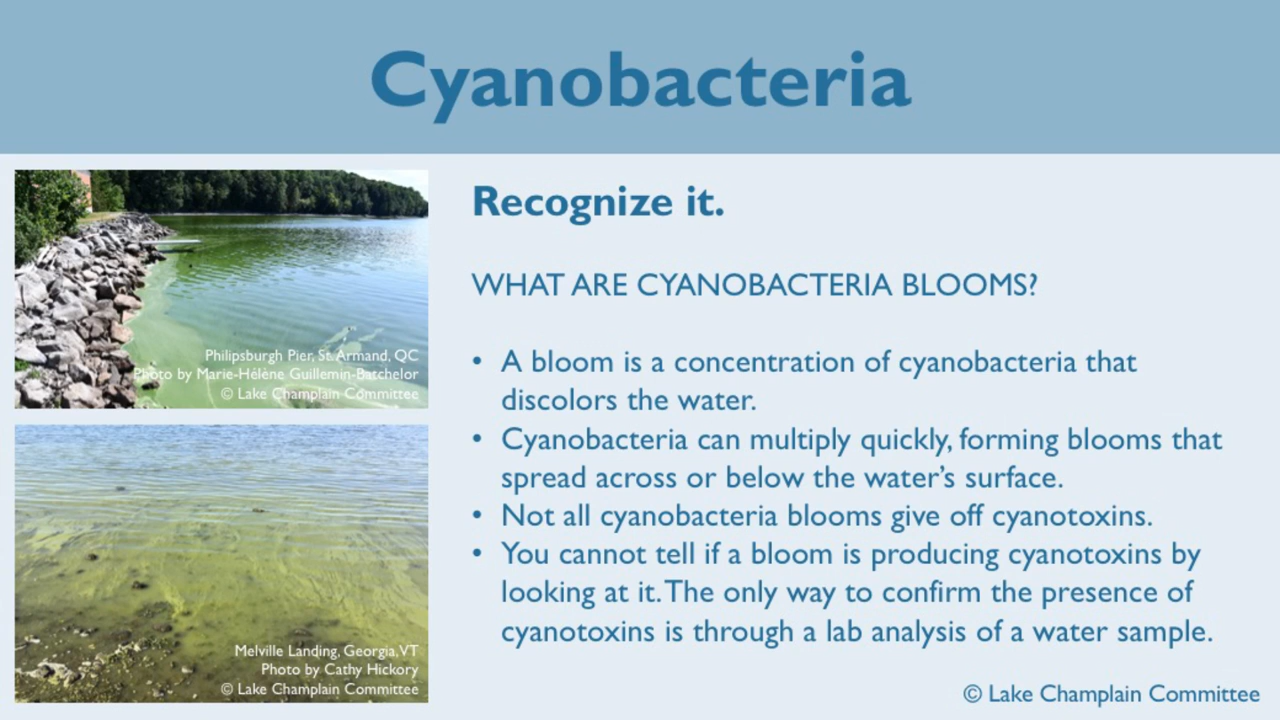 Cyanobacteria
Recognize it.
WHAT ARE CYANOBACTERIA BLOOMS?
• A bloom is a concentration of cyanobacteria that
discolors the water.
• Cyanobacteria can multiply quickly, forming blooms that
spread across or below the water's surface.
• Not all cyanobacteria blooms give off cyanotoxins.
• You cannot tell if a bloom is producing cyanotoxins by
looking at it. The only way to confirm the presence of
cyanotoxins is through a lab analysis of a water sample.
Philipsburgh Pier, St. Armand, QC
Photo by Marie-Hélène Guillemin-Batchelor
© Lake Champlain Committee
Melville Landing, Georgia, VT
Photo by Cathy Hickory
© Lake Champlain Committee
© Lake Champlain Committee